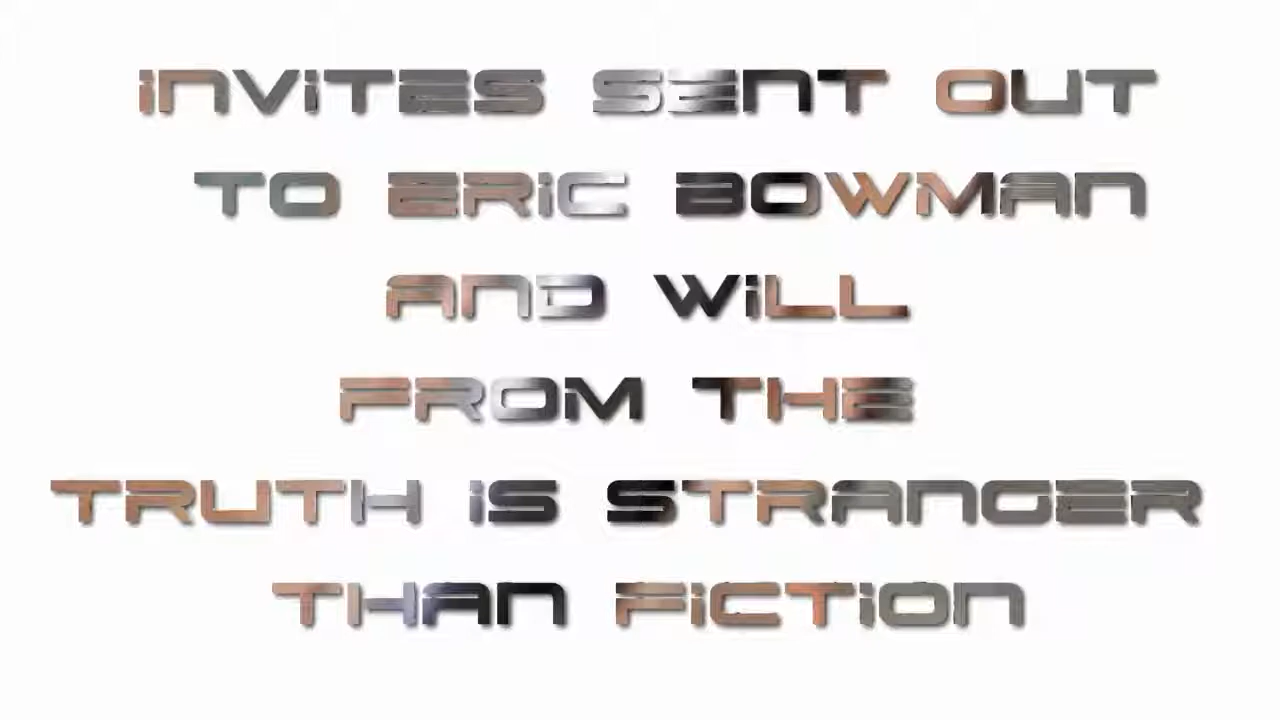 INVITES SENT OUT
TO ERIC BOWMAN
AND WILL
FROM THE
TRUTH IS STRANGER
THAN FICTION